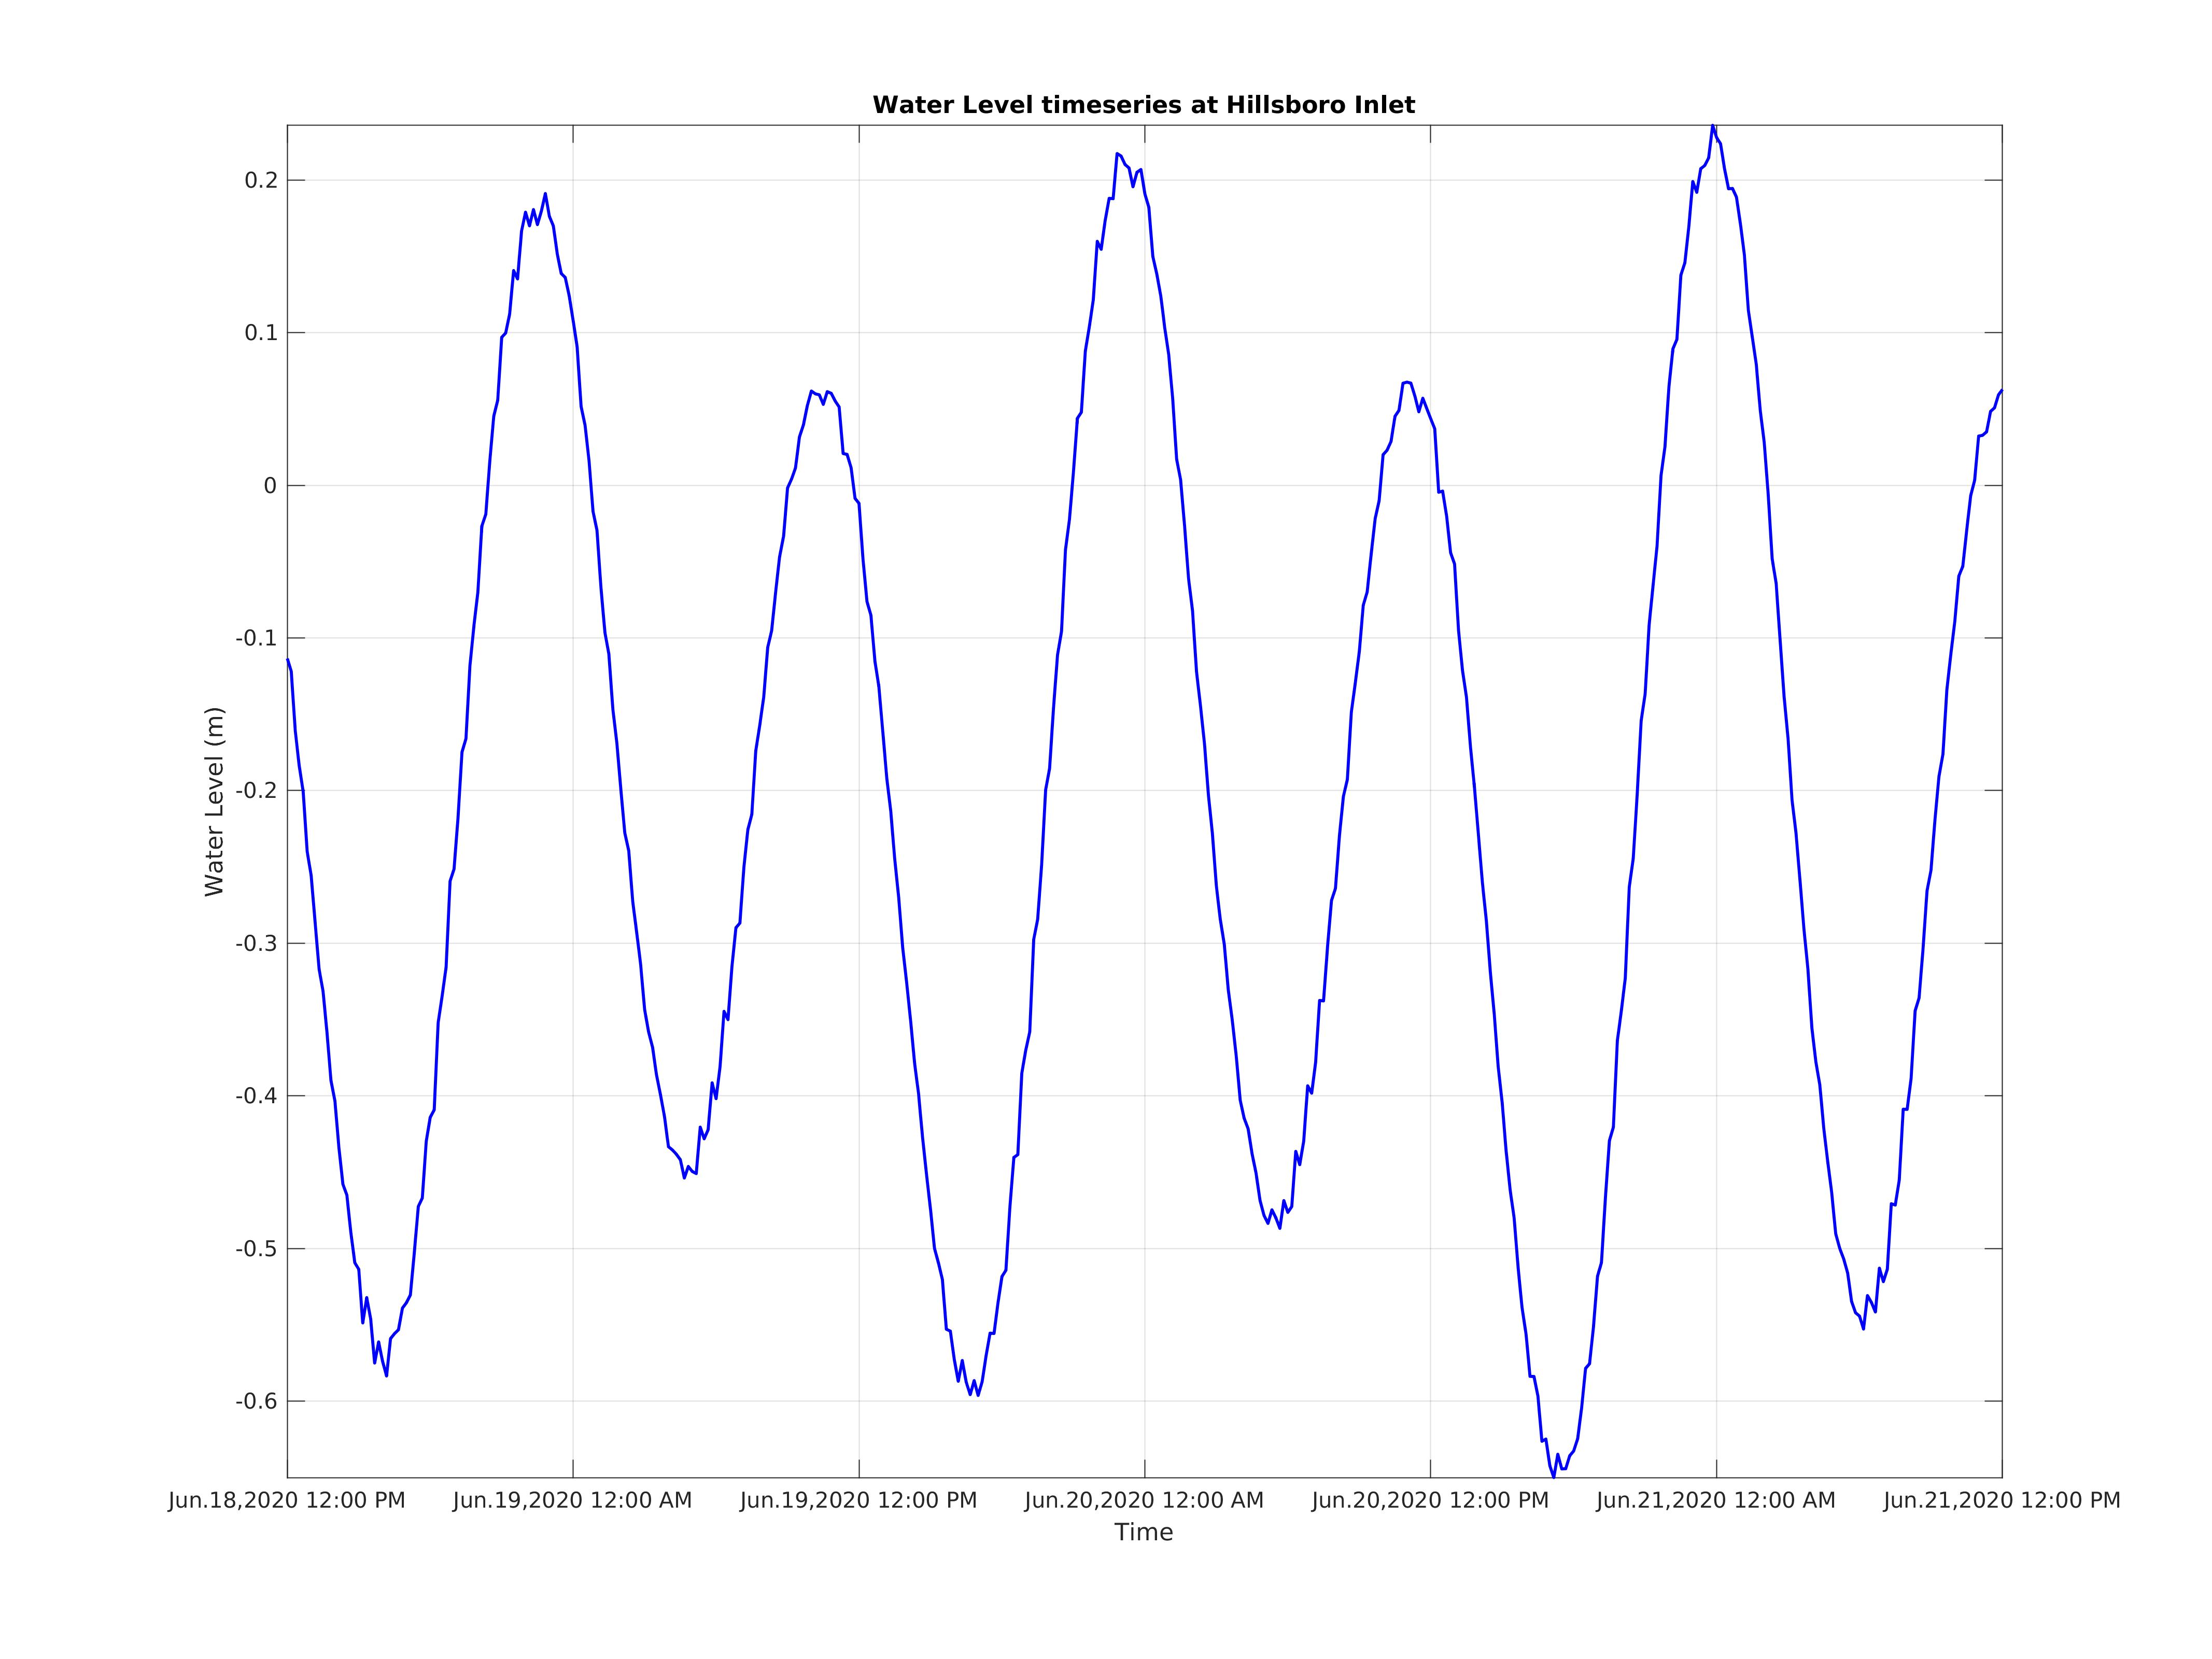 Water Level timeseries at Hillsboro Inlet
0.2
0.1
0
-0.1
-0.2
-0.3
-0.4
-0.5
-0.6
Water Level (m)
Jun.18,2020 12:00 PM Jun.19,2020 12:00 AM Jun.19,2020 12:00 PM Jun.20,2020 12:00 AM Jun.20,2020 12:00 PM Jun.21,2020 12:00 AM Jun.21,2020 12:00 PM
Time